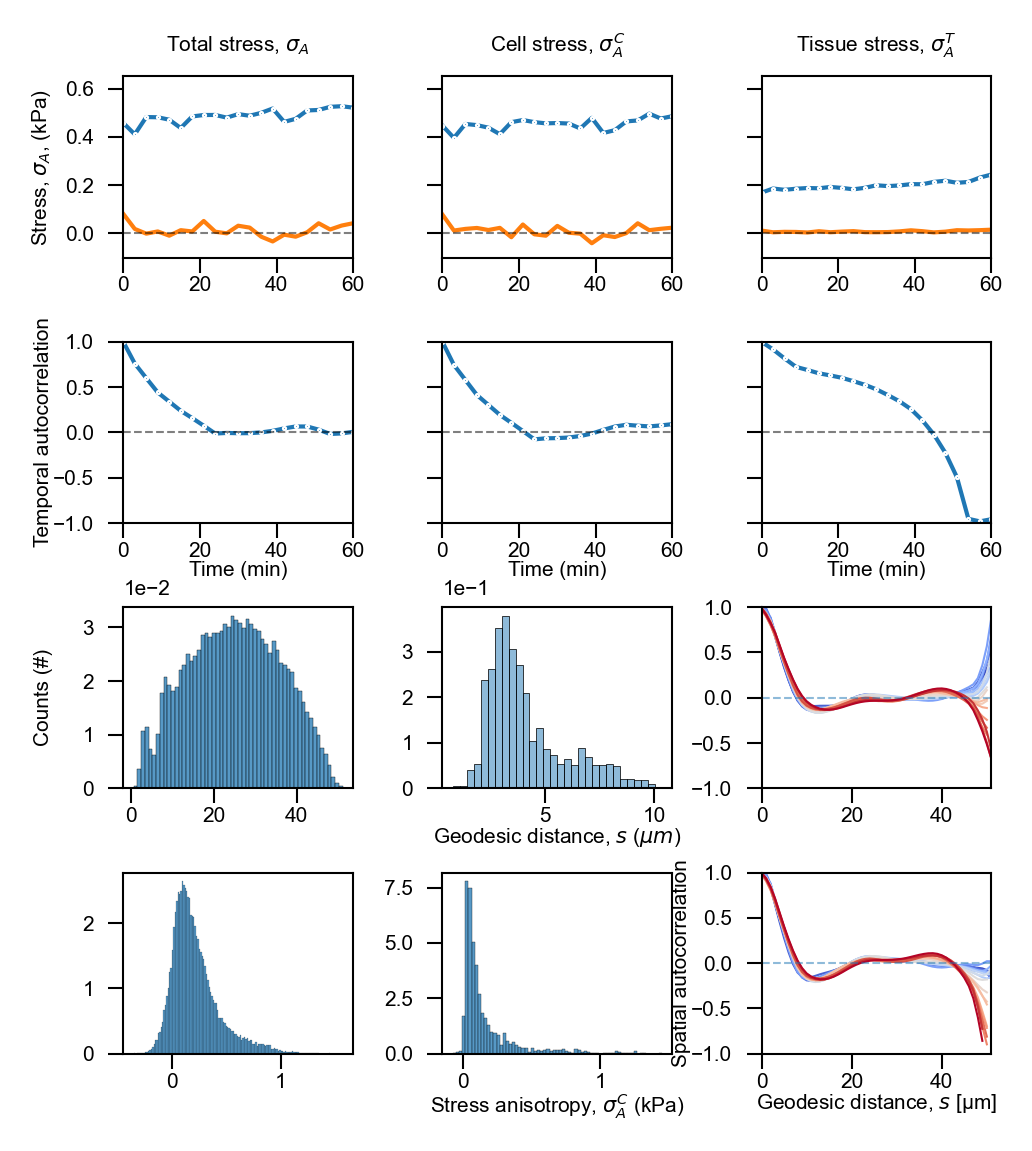 Total stress, σ_A
Cell stress, σ_A^C
Tissue stress, σ_A^T
Stress, σ_A, (kPa)
0.6
0.4
0.2
0.0
0 20 40 60
0 20 40 60
0 20 40 60
Temporal autocorrelation
1.0
0.5
0.0
−0.5
−1.0
0 20 40 60
0 20 40 60
0 20 40 60
Time (min)
Time (min)
Time (min)
1e−2
Counts (#)
3
2
1
0
0 20 40
1e−1
3
2
1
0
5 10
Geodesic distance, s (μm)
1.0
0.5
0.0
−0.5
−1.0
0 20 40
2
1
0
0 1
7.5
5.0
2.5
0.0
0 1
Stress anisotropy, σ_A^C (kPa)
Spatial autocorrelation
1.0
0.5
0.0
−0.5
−1.0
0 20 40
Geodesic distance, s [μm]